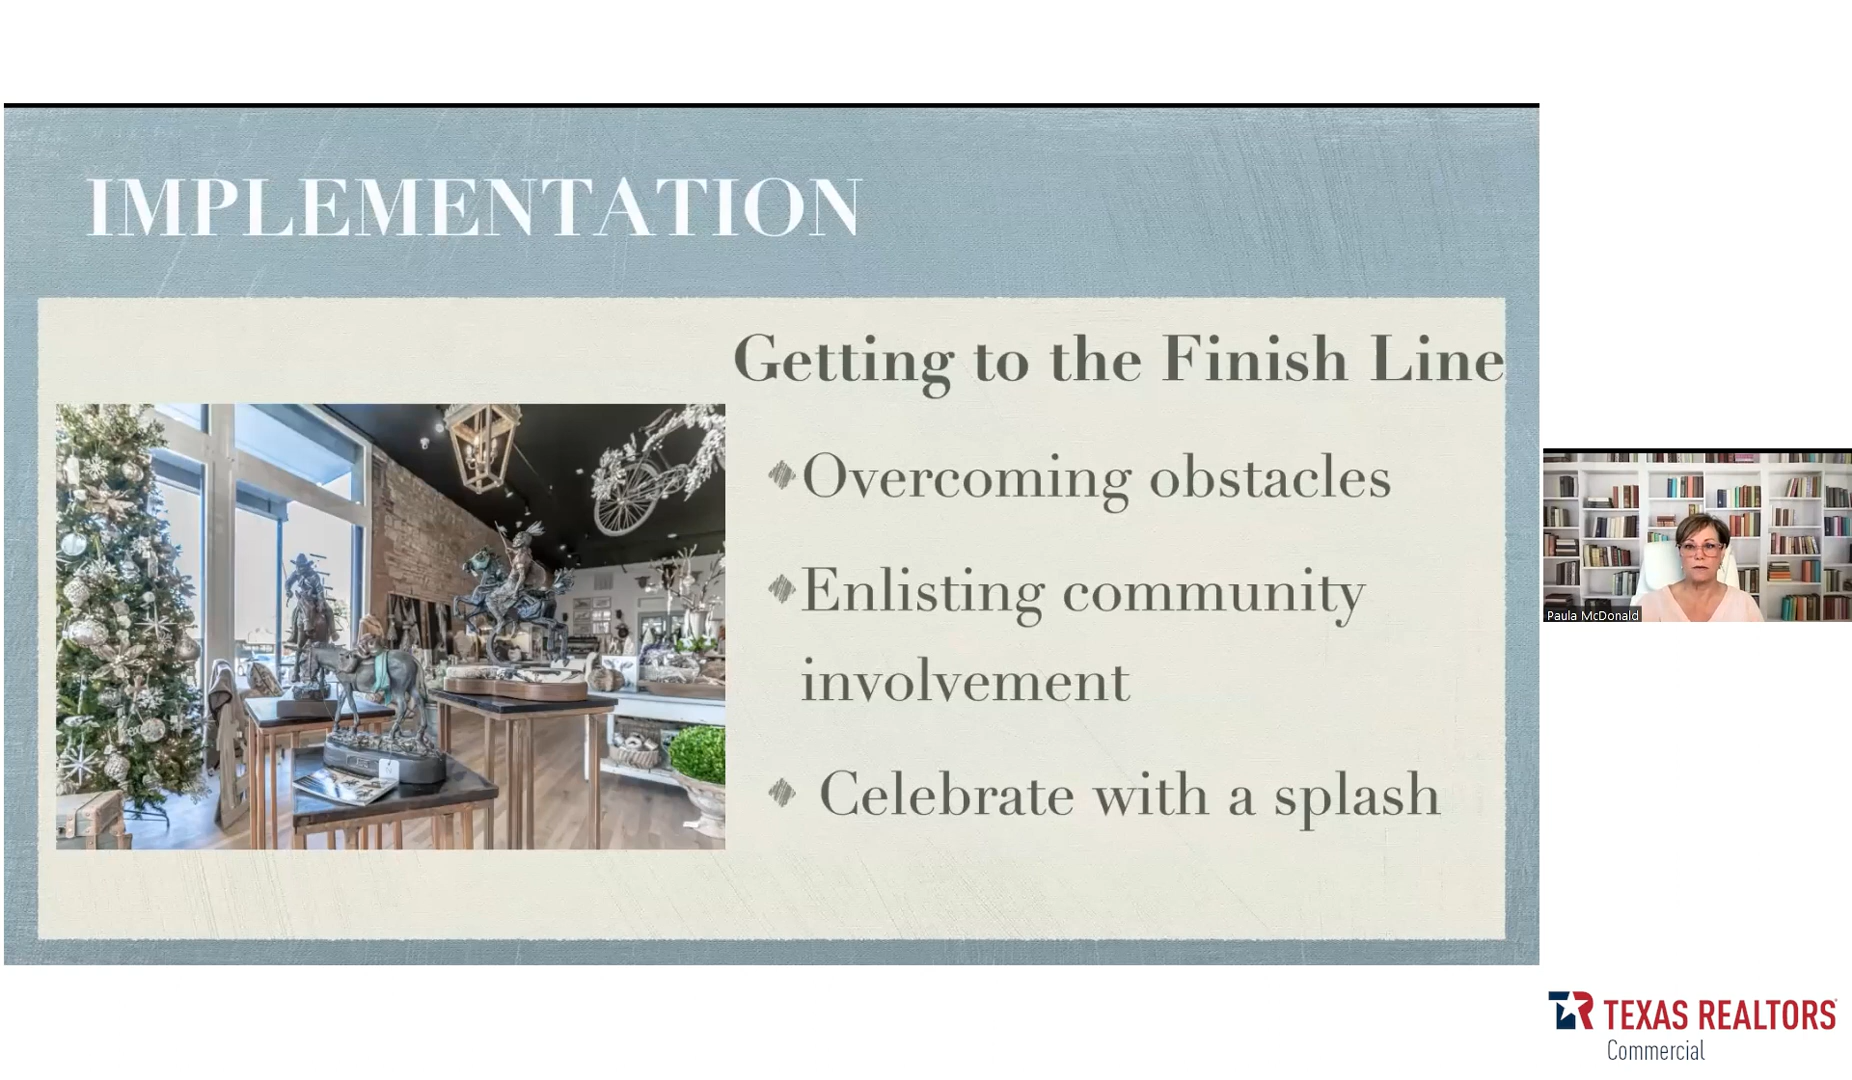 IMPLEMENTATION
Getting to the Finish Line
Overcoming obstacles
Enlisting community
involvement
Celebrate with a splash
Paula McDonald
TEXAS REALTORS
Commercial